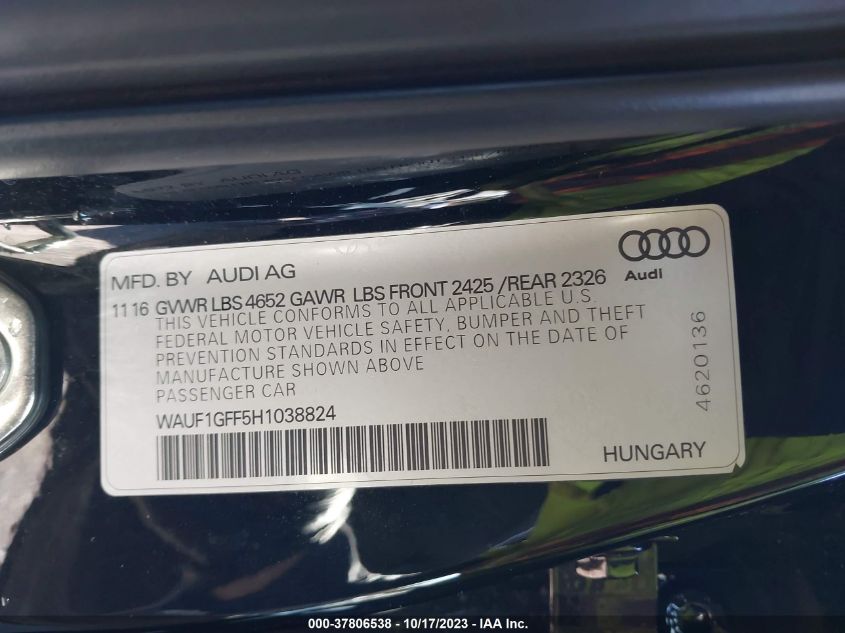 MFD. BY AUDI AG
Audi
11 16 GVWR LBS 4652 GAWR LBS FRONT 2425 /REAR 2326
THIS VEHICLE CONFORMS TO ALL APPLICABLE U.S.
FEDERAL MOTOR VEHICLE SAFETY, BUMPER AND THEFT
PREVENTION STANDARDS IN EFFECT ON THE DATE OF
MANUFACTURE SHOWN ABOVE
PASSENGER CAR
WAUF1GFF5H1038824
HUNGARY
4620136
000-37806538 - 10/17/2023 - IAA Inc.